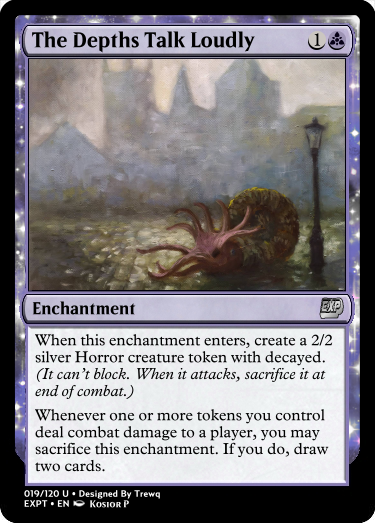 The Depths Talk Loudly 1
Enchantment EXP
When this enchantment enters, create a 2/2
silver Horror creature token with decayed.
(It can't block. When it attacks, sacrifice it at
end of combat.)
Whenever one or more tokens you control
deal combat damage to a player, you may
sacrifice this enchantment. If you do, draw
two cards.
019/120 U • Designed By Trewq
EXPT • EN Kosior P